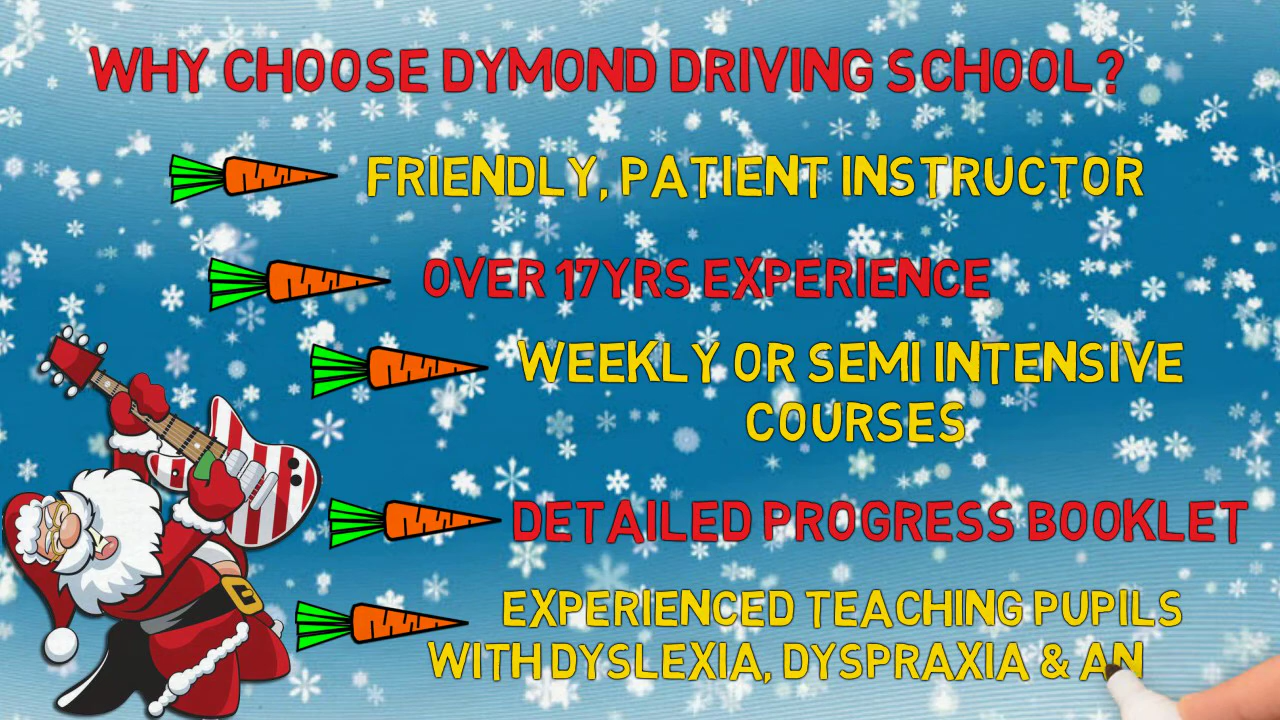 WHY CHOOSE DYMOND DRIVING SCHOOL?
FRIENDLY, PATIENT INSTRUCTOR
OVER 17YRS EXPERIENCE
WEEKLY OR SEMI INTENSIVE
COURSES
DETAILED PROGRESS BOOKLET
EXPERIENCED TEACHING PUPILS
WITH DYSLEXIA, DYSPRAXIA & AN